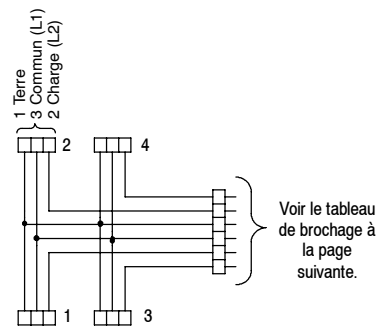 1 Terre
3 Commun (L1)
2 Charge (L2)
2
4
Voir le tableau
de brochage à
la page
suivante.
1
3